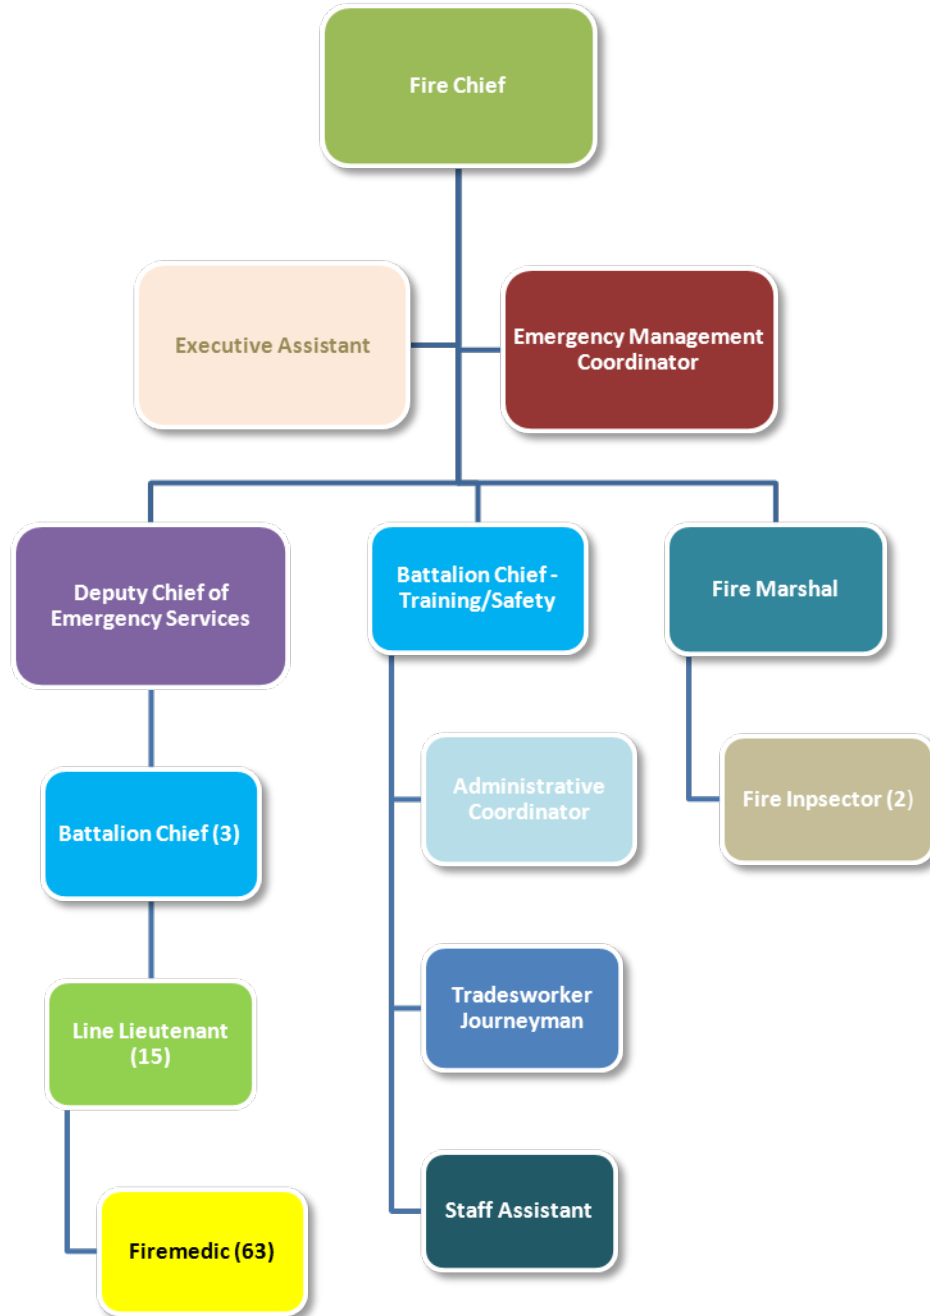 Fire Chief
Executive Assistant
Emergency Management
Coordinator
Deputy Chief of
Emergency Services
Battalion Chief -
Training/Safety
Fire Marshal
Battalion Chief (3)
Administrative
Coordinator
Fire Inpsector (2)
Line Lieutenant
(15)
Tradesworker
Journeyman
Firemedic (63)
Staff Assistant